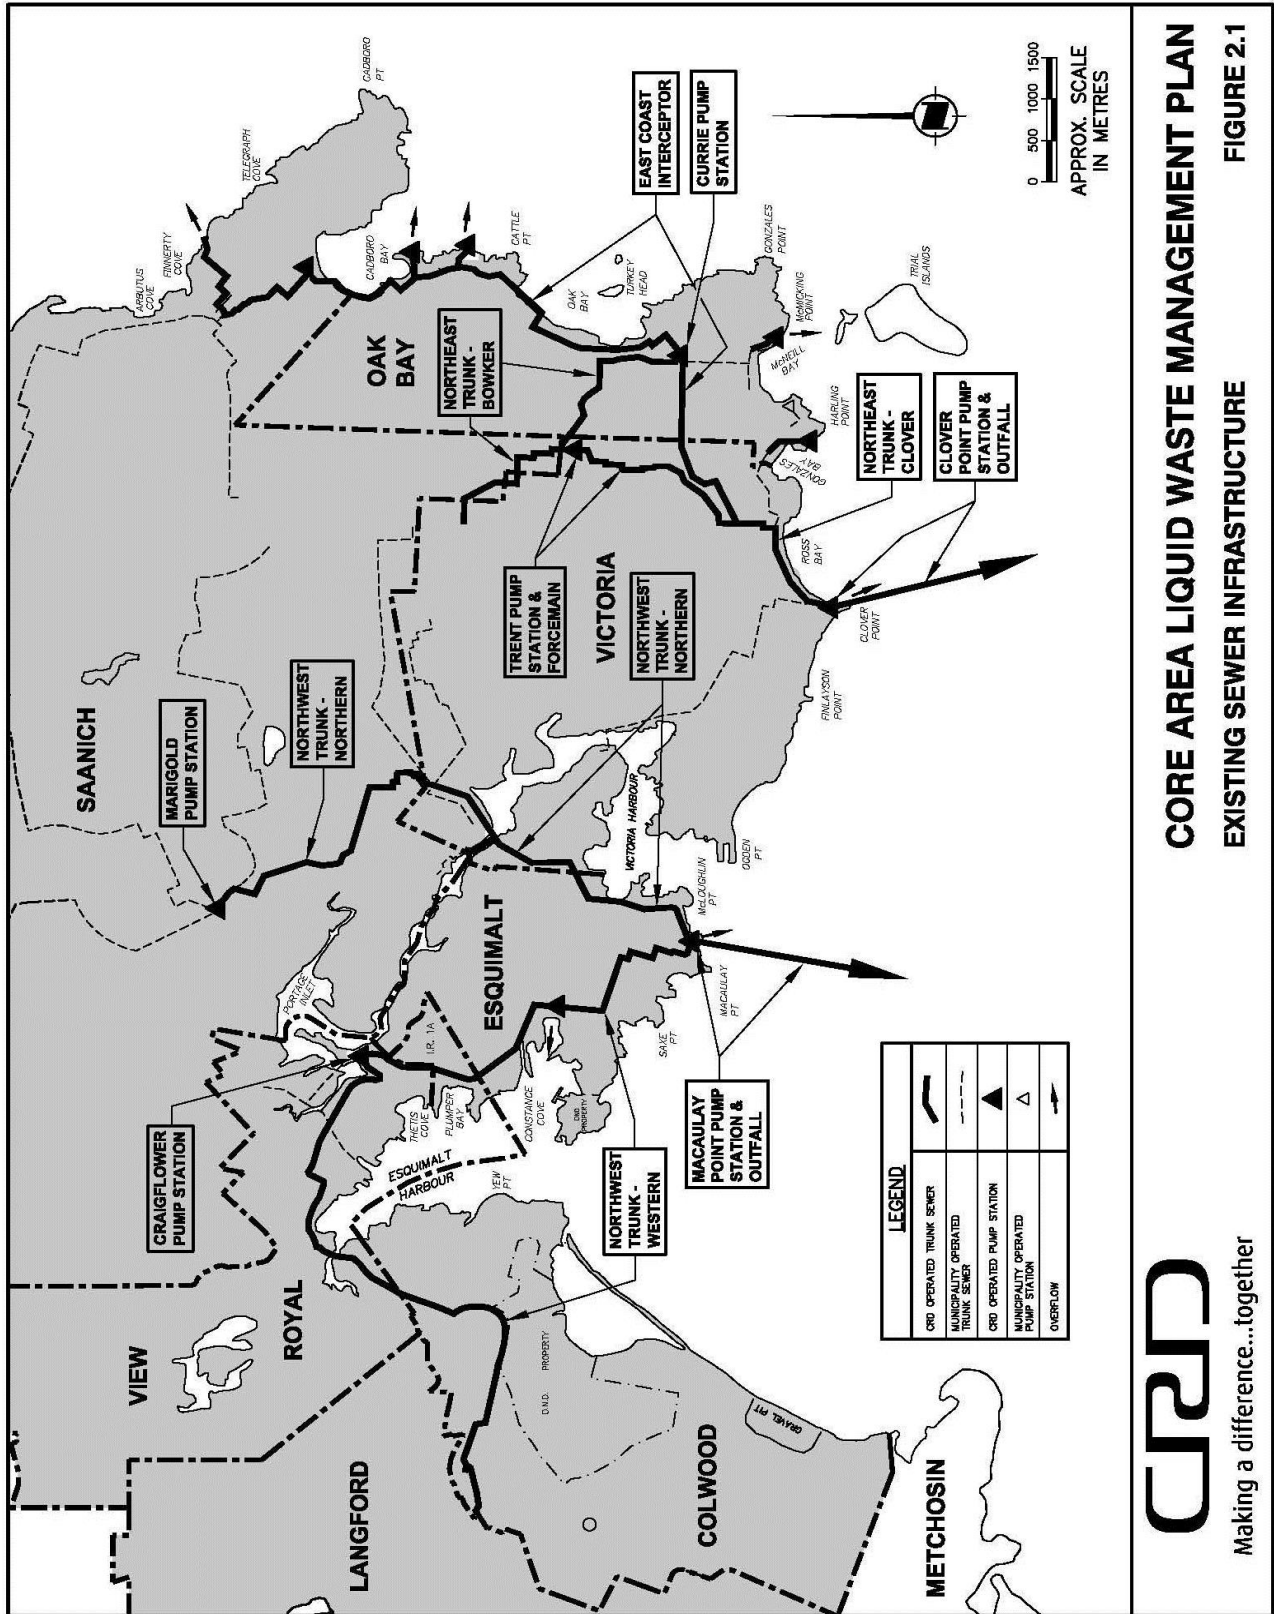 CORE AREA LIQUID WASTE MANAGEMENT PLAN
EXISTING SEWER INFRASTRUCTURE
FIGURE 2.1
CRD
Making a difference...together
VIEW
ROYAL
LANGFORD
COLWOOD
METCHOSIN
SAANICH
ESQUIMALT
VICTORIA
OAK
BAY
CRAIGFLOWER
PUMP STATION
MARIGOLD
PUMP STATION
NORTHWEST
TRUNK -
NORTHERN
NORTHWEST
TRUNK -
WESTERN
MACAULAY
POINT PUMP
STATION &
OUTFALL
TRENT PUMP
STATION &
FORCEMAIN
NORTHWEST
TRUNK -
NORTHERN
NORTHEAST
TRUNK -
BOWKER
EAST COAST
INTERCEPTOR
CURRIE PUMP
STATION
NORTHEAST
TRUNK -
CLOVER
CLOVER
POINT PUMP
STATION &
OUTFALL
PORTAGE
INLET
I.R. 1A
THETIS
COVE
PLUMPER
BAY
ESQUIMALT
HARBOUR
YEW
PT
CONSTANCE
COVE
DND
PROPERTY
D.N.D. PROPERTY
GRAVEL PIT
SAXE
PT
MACAULAY
PT
McLOUGHLIN
PT
VICTORIA HARBOUR
OGDEN
PT
FINLAYSON
POINT
CLOVER
POINT
ROSS
BAY
GONZALES
BAY
HARLING
POINT
McNEILL
BAY
McMICKING
POINT
TRIAL
ISLANDS
GONZALES
POINT
OAK
BAY
TURKEY
HEAD
CATTLE
PT
CADBORO
BAY
ARBUTUS
COVE
FINNERTY
COVE
TELEGRAPH
COVE
CADBORO
PT
0 500 1000 1500
APPROX. SCALE
IN METRES
LEGEND
CRD OPERATED TRUNK SEWER
MUNICIPALITY OPERATED
TRUNK SEWER
CRD OPERATED PUMP STATION
MUNICIPALITY OPERATED
PUMP STATION
OVERFLOW